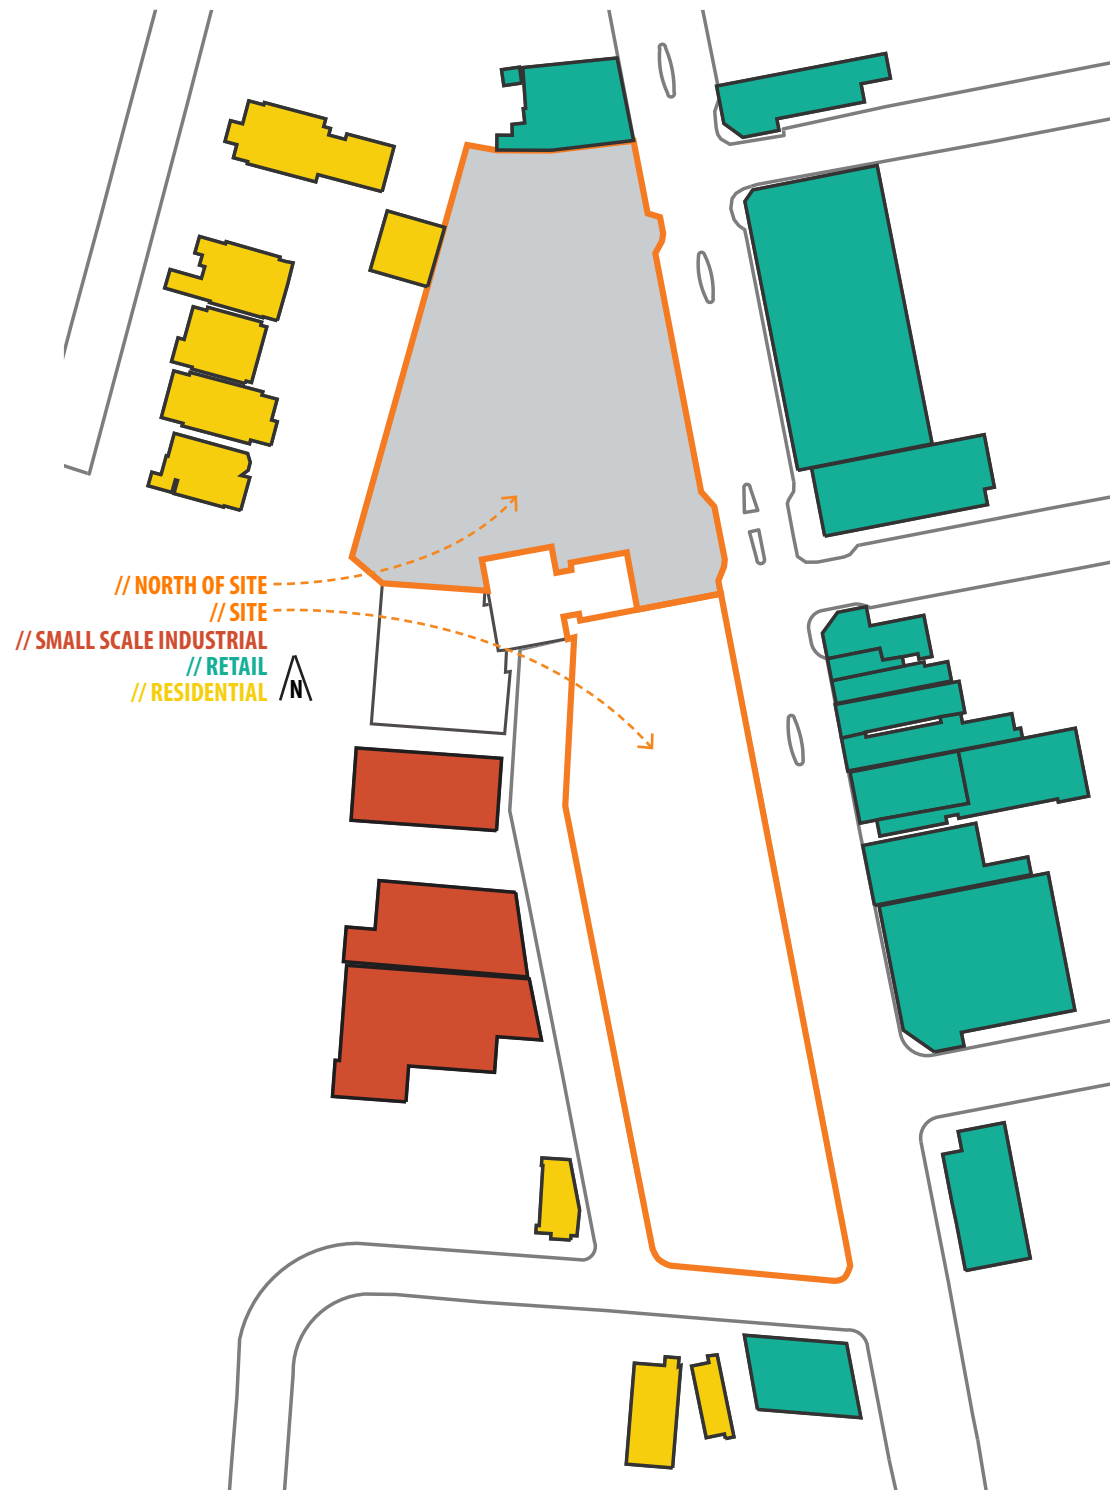 // NORTH OF SITE
// SITE
// SMALL SCALE INDUSTRIAL
// RETAIL
// RESIDENTIAL
N